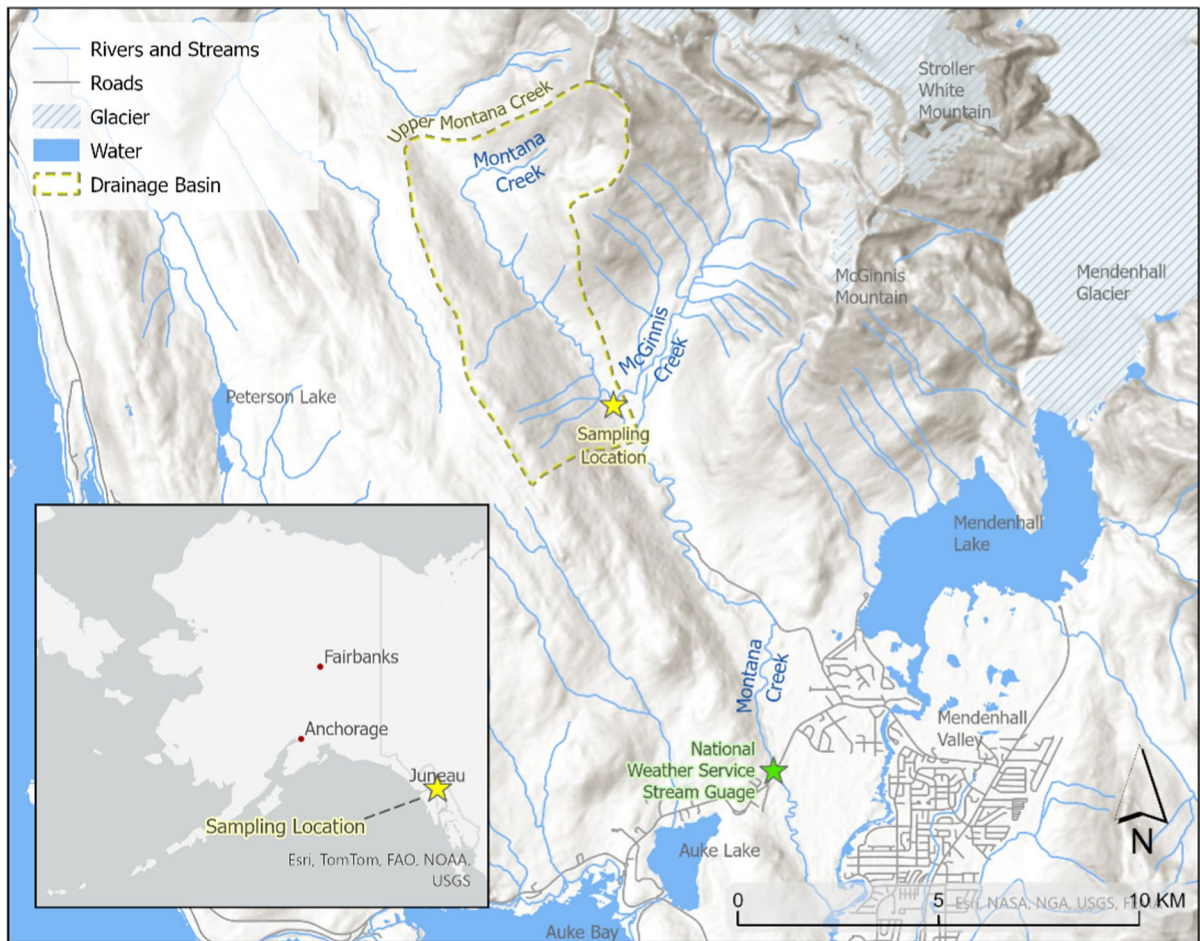 Rivers and Streams
Roads
Glacier
Water
Drainage Basin
Upper Montana Creek
Montana
Creek
Stroller
White
Mountain
McGinnis
Mountain
Mendenhall
Glacier
McGinnis
Creek
Peterson Lake
Sampling
Location
Mendenhall
Lake
Montana
Creek
Mendenhall
Valley
National
Weather Service
Stream Guage
Auke Lake
Auke Bay
Fairbanks
Anchorage
Juneau
Sampling Location
Esri, TomTom, FAO, NOAA,
USGS
N
0 5 10 KM
Esri, NASA, NGA, USGS,